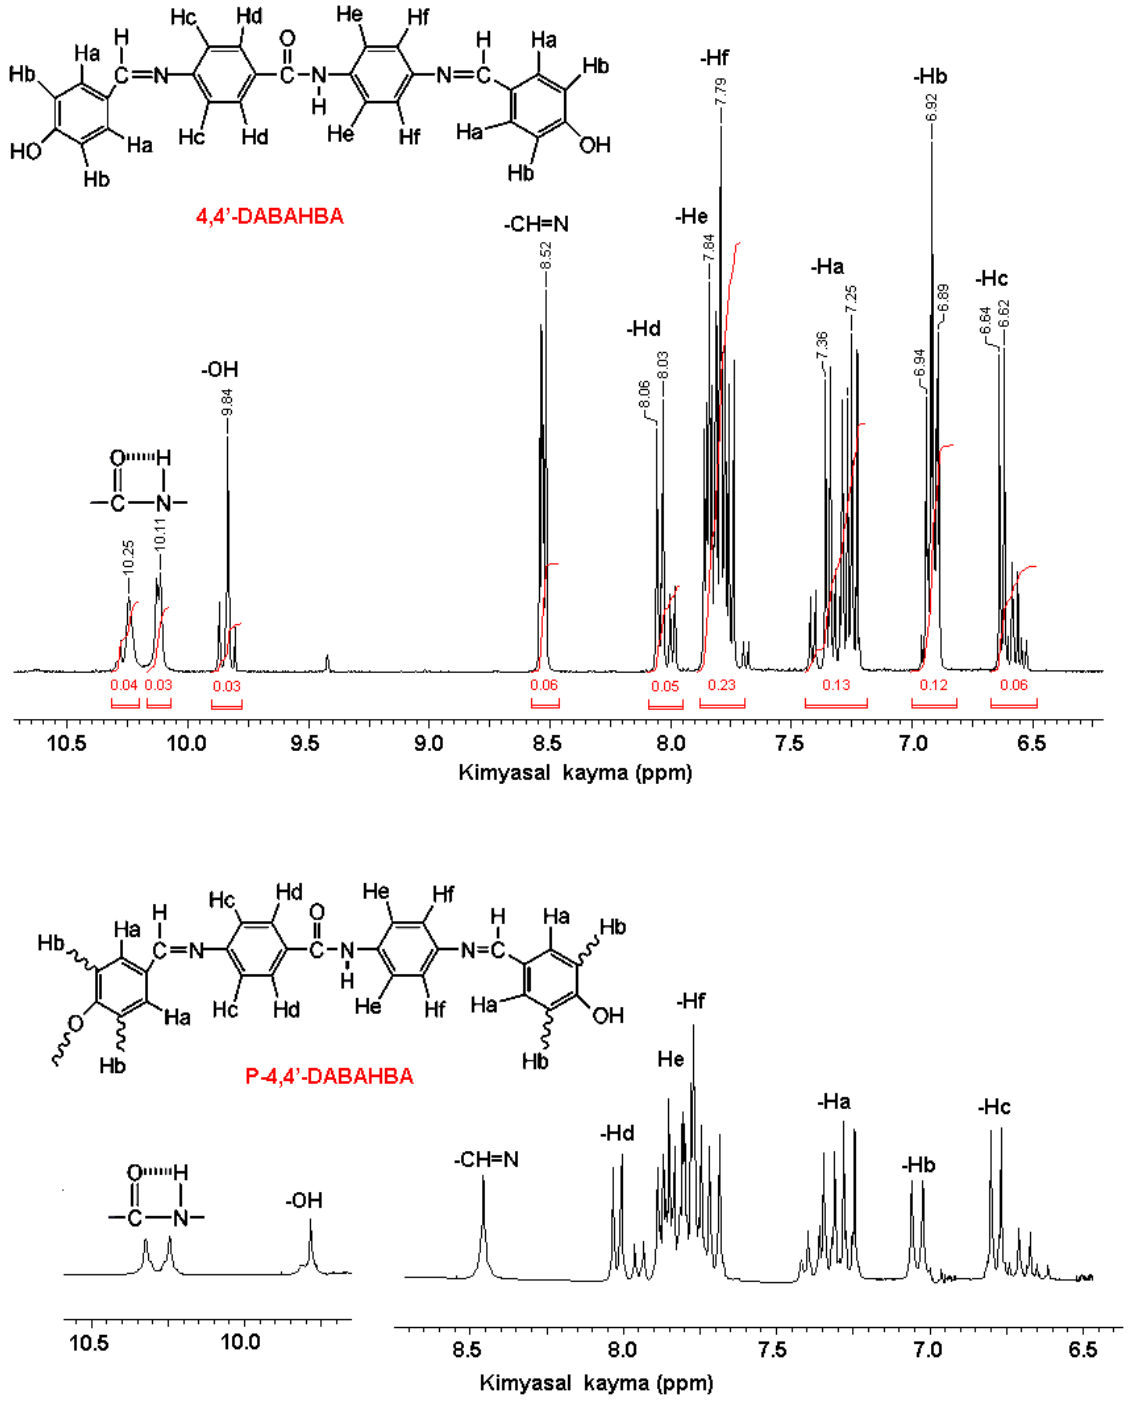 Hc Hd He Hf
H O H
Ha Ha
Hb C N C N N C Hb
H
Hc Hd He Hf Ha
HO Ha OH
Hb Hb
4,4'-DABAHBA
-CH=N
8.52
-Hf
7.79
-Hb
6.92
-He
7.84
-Ha
7.36
7.25
-Hc
6.64
6.62
6.94
6.89
-Hd
8.06
8.03
-OH
9.84
O H
C N
10.25
10.11
0.04 0.03 0.03 0.06 0.05 0.23 0.13 0.12 0.06
10.5 10.0 9.5 9.0 8.5 8.0 7.5 7.0 6.5
Kimyasal kayma (ppm)
Hc Hd He Hf
H O H
Ha Ha Hb
Hb C N C N N C
H
Hc Hd He Hf Ha
O Ha OH
Hb Hb
P-4,4'-DABAHBA
-Hf
He
-Hd
-Ha
-Hc
-Hb
-CH=N
-OH
O H
C N
10.5 10.0
8.5 8.0 7.5 7.0 6.5
Kimyasal kayma (ppm)